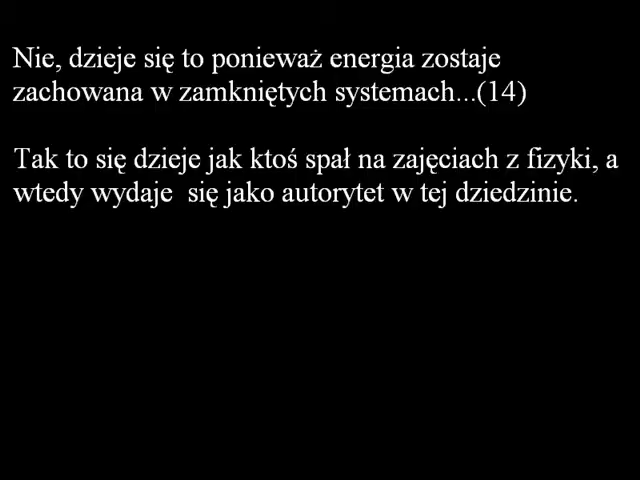 Nie, dzieje się to ponieważ energia zostaje
zachowana w zamkniętych systemach...(14)
Tak to się dzieje jak ktoś spał na zajęciach z fizyki, a
wtedy wydaje  się jako autorytet w tej dziedzinie.